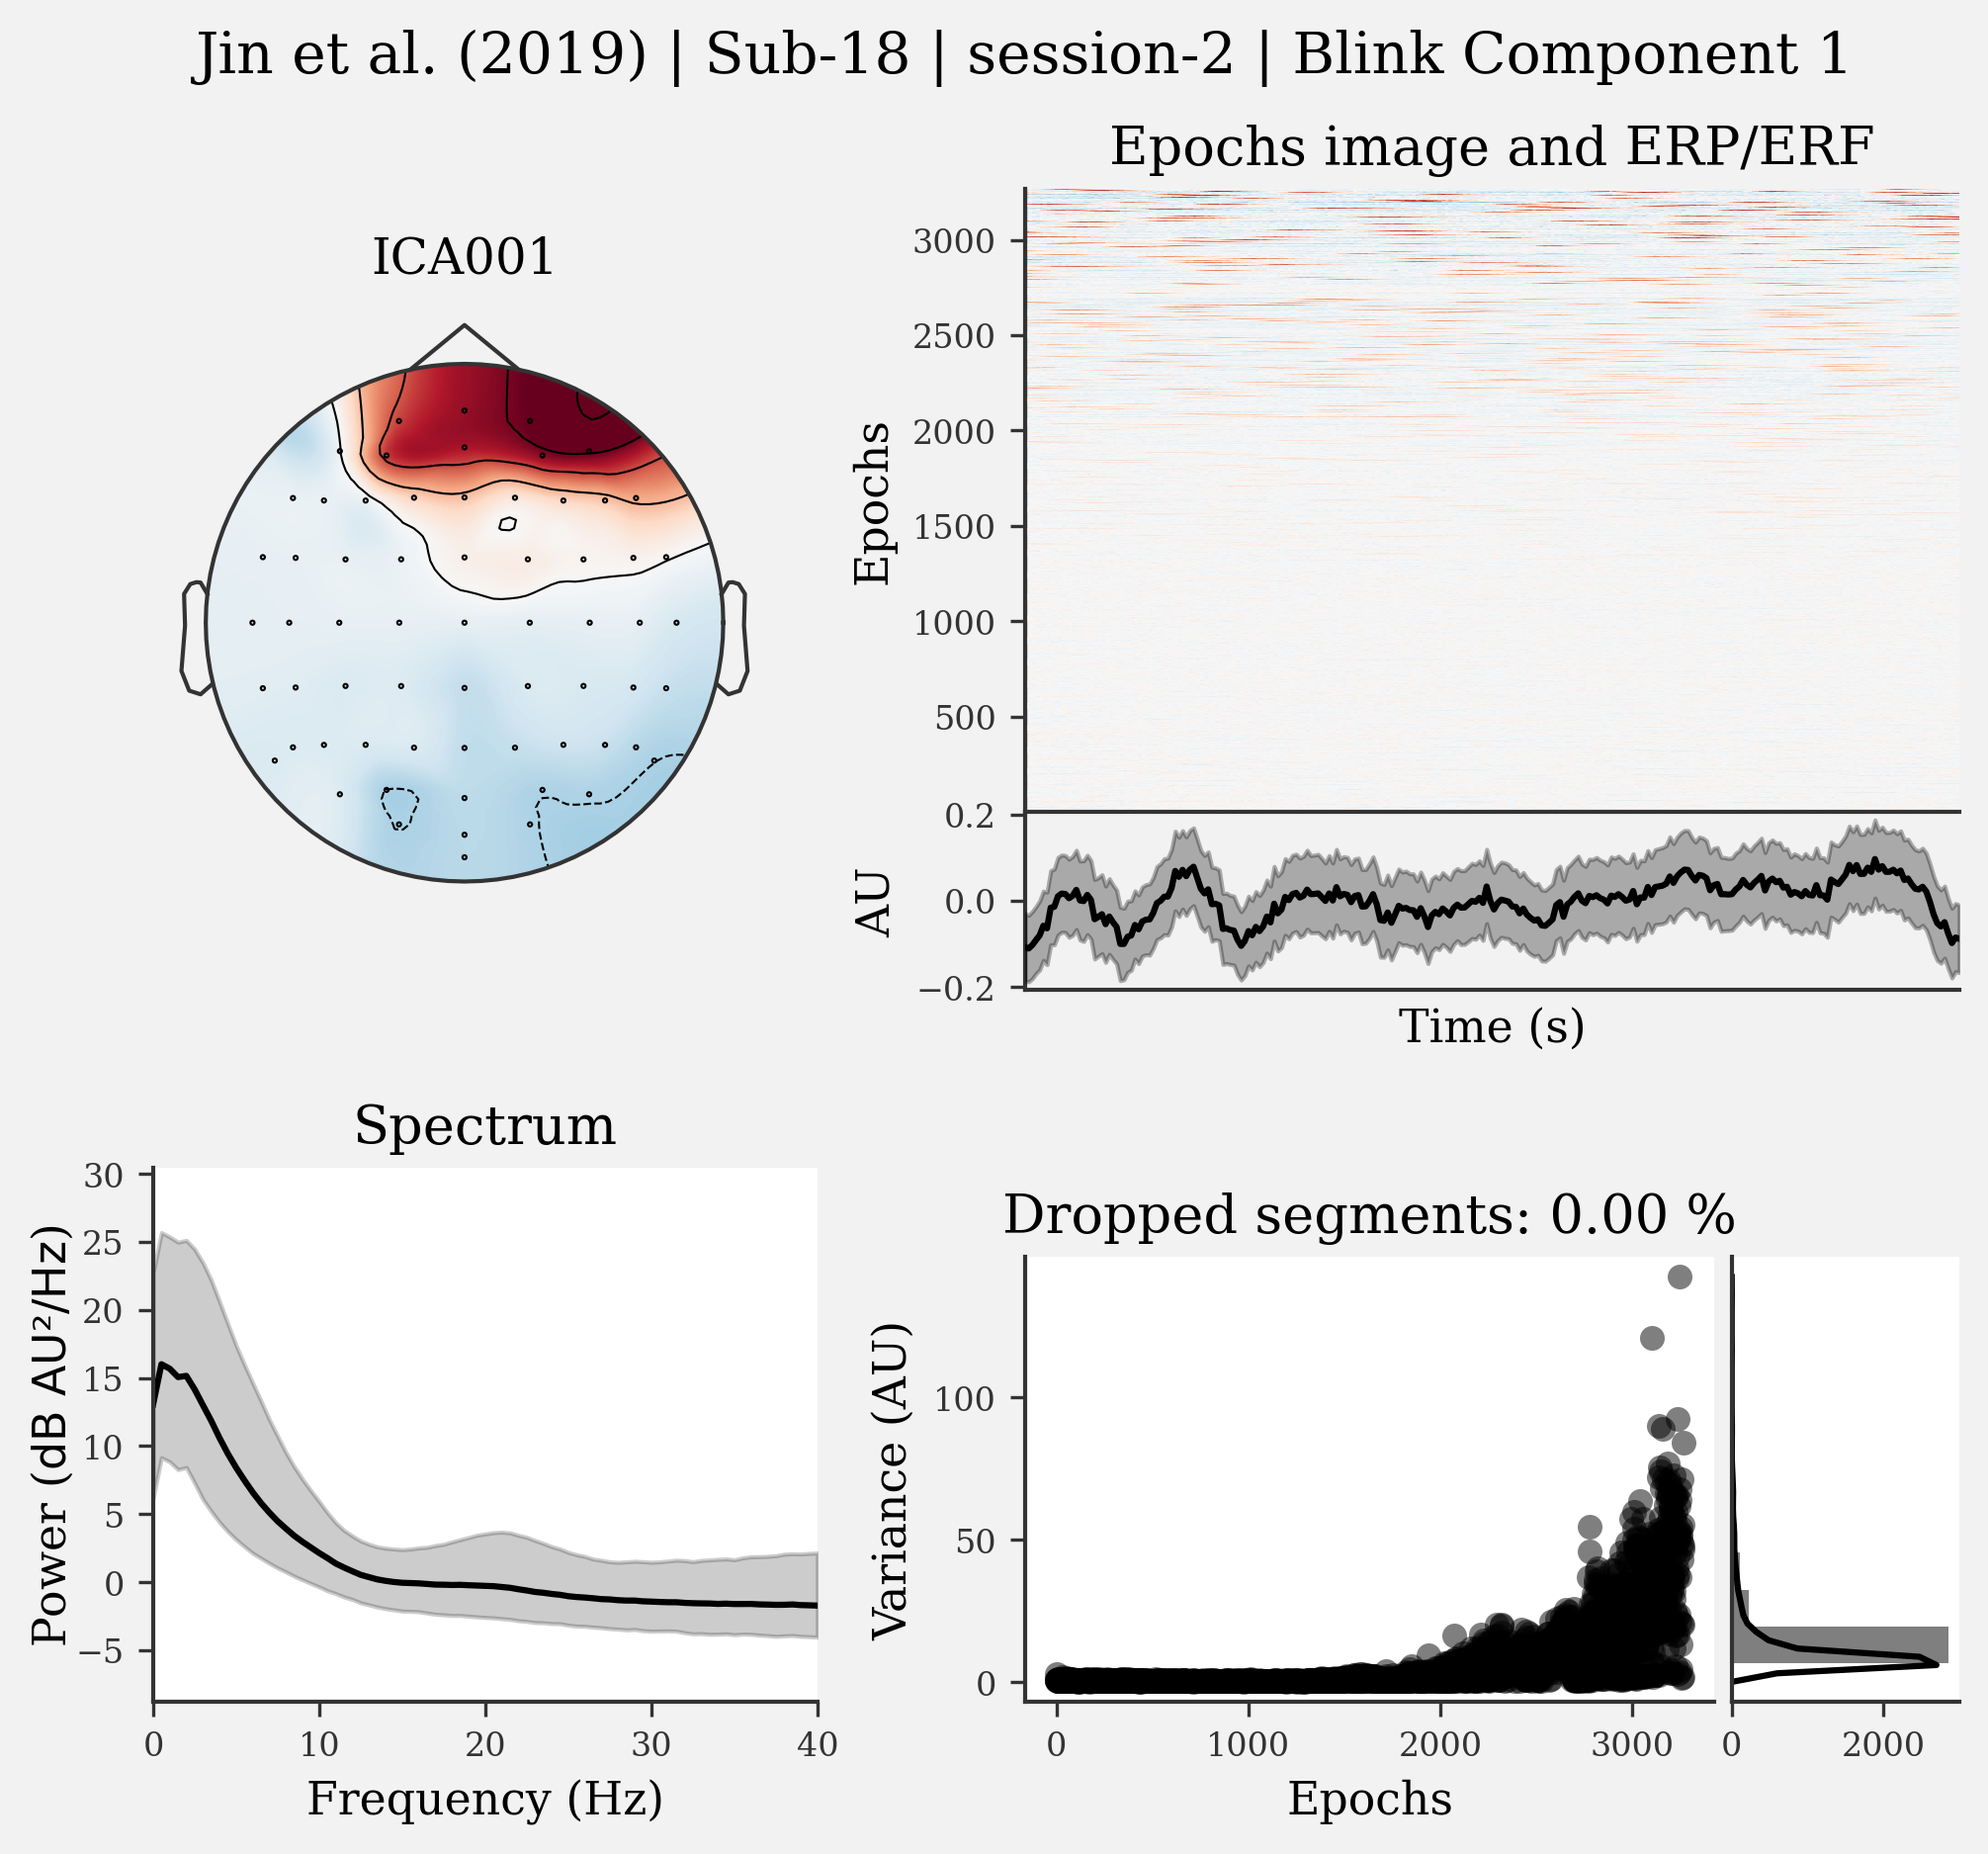 Jin et al. (2019) | Sub-18 | session-2 | Blink Component 1
ICA001
Epochs image and ERP/ERF
Epochs
3000
2500
2000
1500
1000
500
AU
0.2
0.0
−0.2
Time (s)
Spectrum
Power (dB AU²/Hz)
30
25
20
15
10
5
0
−5
0 10 20 30 40
Frequency (Hz)
Dropped segments: 0.00 %
Variance (AU)
100
50
0
0 1000 2000 3000
0 2000
Epochs